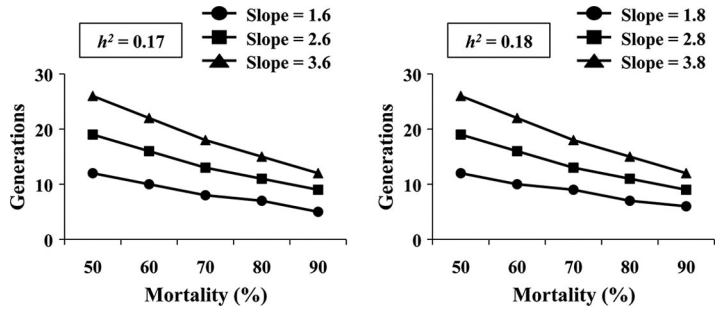 h² = 0.17
Slope = 1.6
Slope = 2.6
Slope = 3.6
30
20
10
0
Generations
50 60 70 80 90
Mortality (%)
h² = 0.18
Slope = 1.8
Slope = 2.8
Slope = 3.8
30
20
10
0
Generations
50 60 70 80 90
Mortality (%)